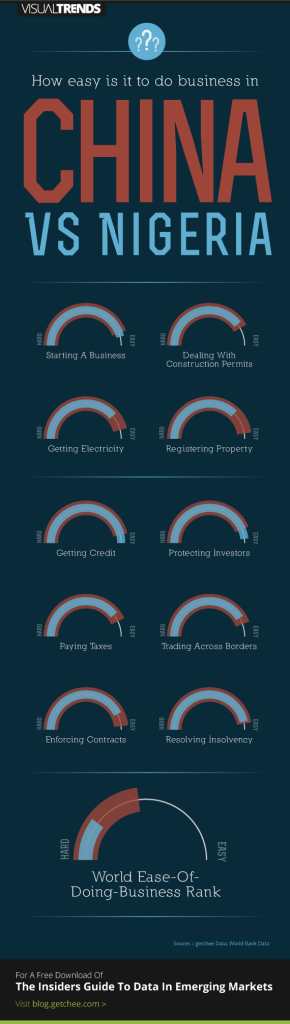 VISUALTRENDS
???
How easy is it to do business in
CHINA
VS NIGERIA
HARD EASY HARD EASY
Starting A Business
Dealing With
Construction Permits
HARD EASY HARD EASY
Getting Electricity
Registering Property
HARD EASY HARD EASY
Getting Credit
Protecting Investors
HARD EASY HARD EASY
Paying Taxes
Trading Across Borders
HARD EASY HARD EASY
Enforcing Contracts
Resolving Insolvency
HARD EASY
World Ease-Of-
Doing-Business Rank
Souces : getchee Data, World Bank Data
For A Free Download Of
The Insiders Guide To Data In Emerging Markets
Visit blog.getchee.com >